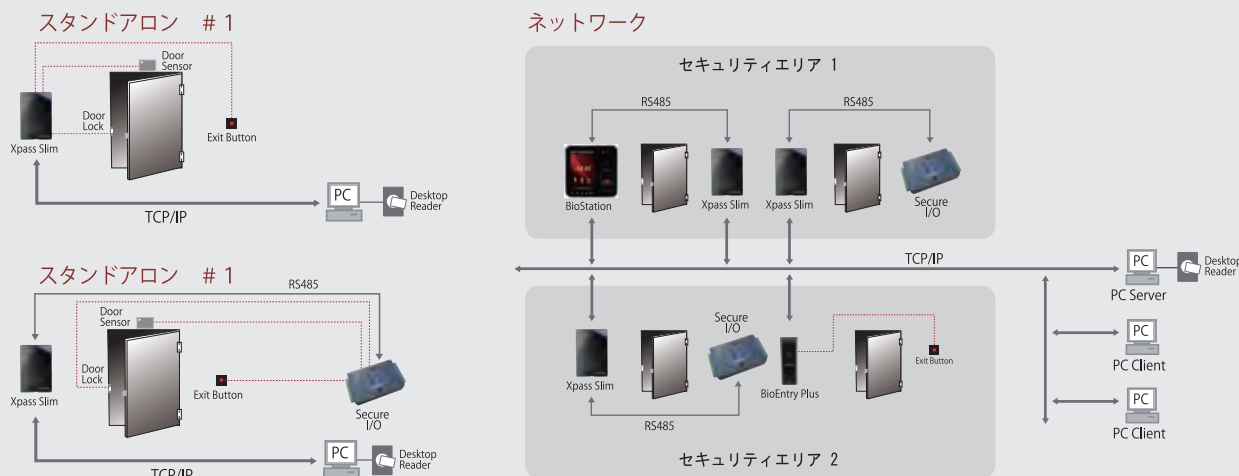 スタンドアロン ＃1
Door
Sensor
Door
Lock
Xpass Slim
Exit Button
TCP/IP
PC
Desktop
Reader
スタンドアロン ＃1
RS485
Door
Sensor
Door
Lock
Xpass Slim
Exit Button
Secure
I/O
TCP/IP
PC
Desktop
Reader
ネットワーク
セキュリティエリア 1
RS485
RS485
BioStation
Xpass Slim
Xpass Slim
Secure
I/O
TCP/IP
PC
Desktop
Reader
PC Server
Secure
I/O
Xpass Slim
BioEntry Plus
Exit Button
RS485
セキュリティエリア 2
PC
PC Client
PC
PC Client